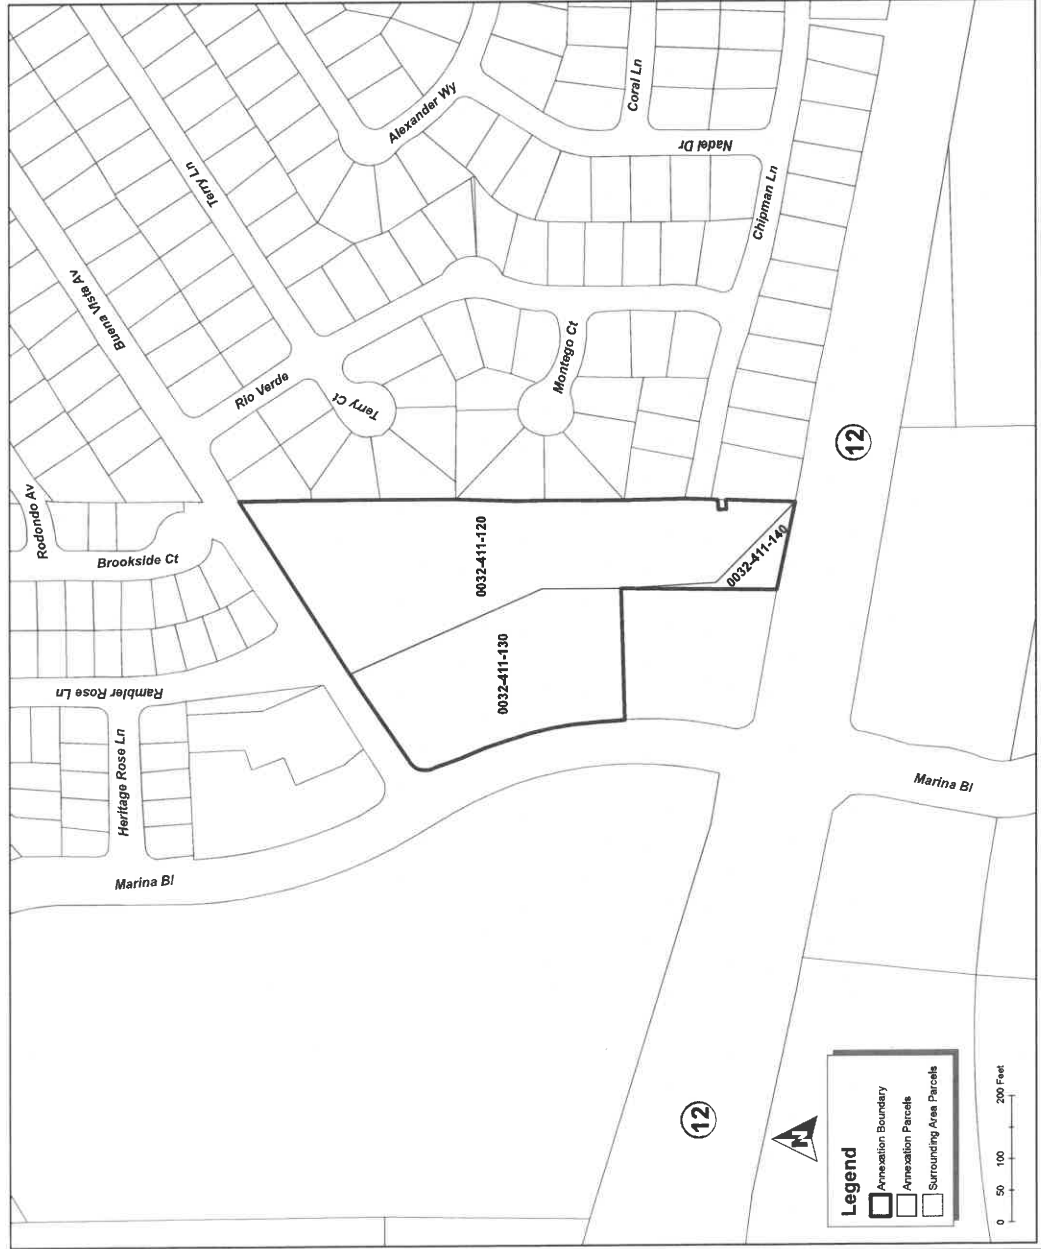 Alexander Wy
Coral Ln
Nadel Dr
Terry Ln
Chipman Ln
Buena Vista Av
Rio Verde
Terry Ct
Montego Ct
12
Rodondo Av
Brookside Ct
0032-411-120
0032-411-140
0032-411-130
Rambler Rose Ln
Heritage Rose Ln
Marina Bl
Marina Bl
12
N
Legend
Annexation Boundary
Annexation Parcels
Surrounding Area Parcels
0 50 100 200 Feet